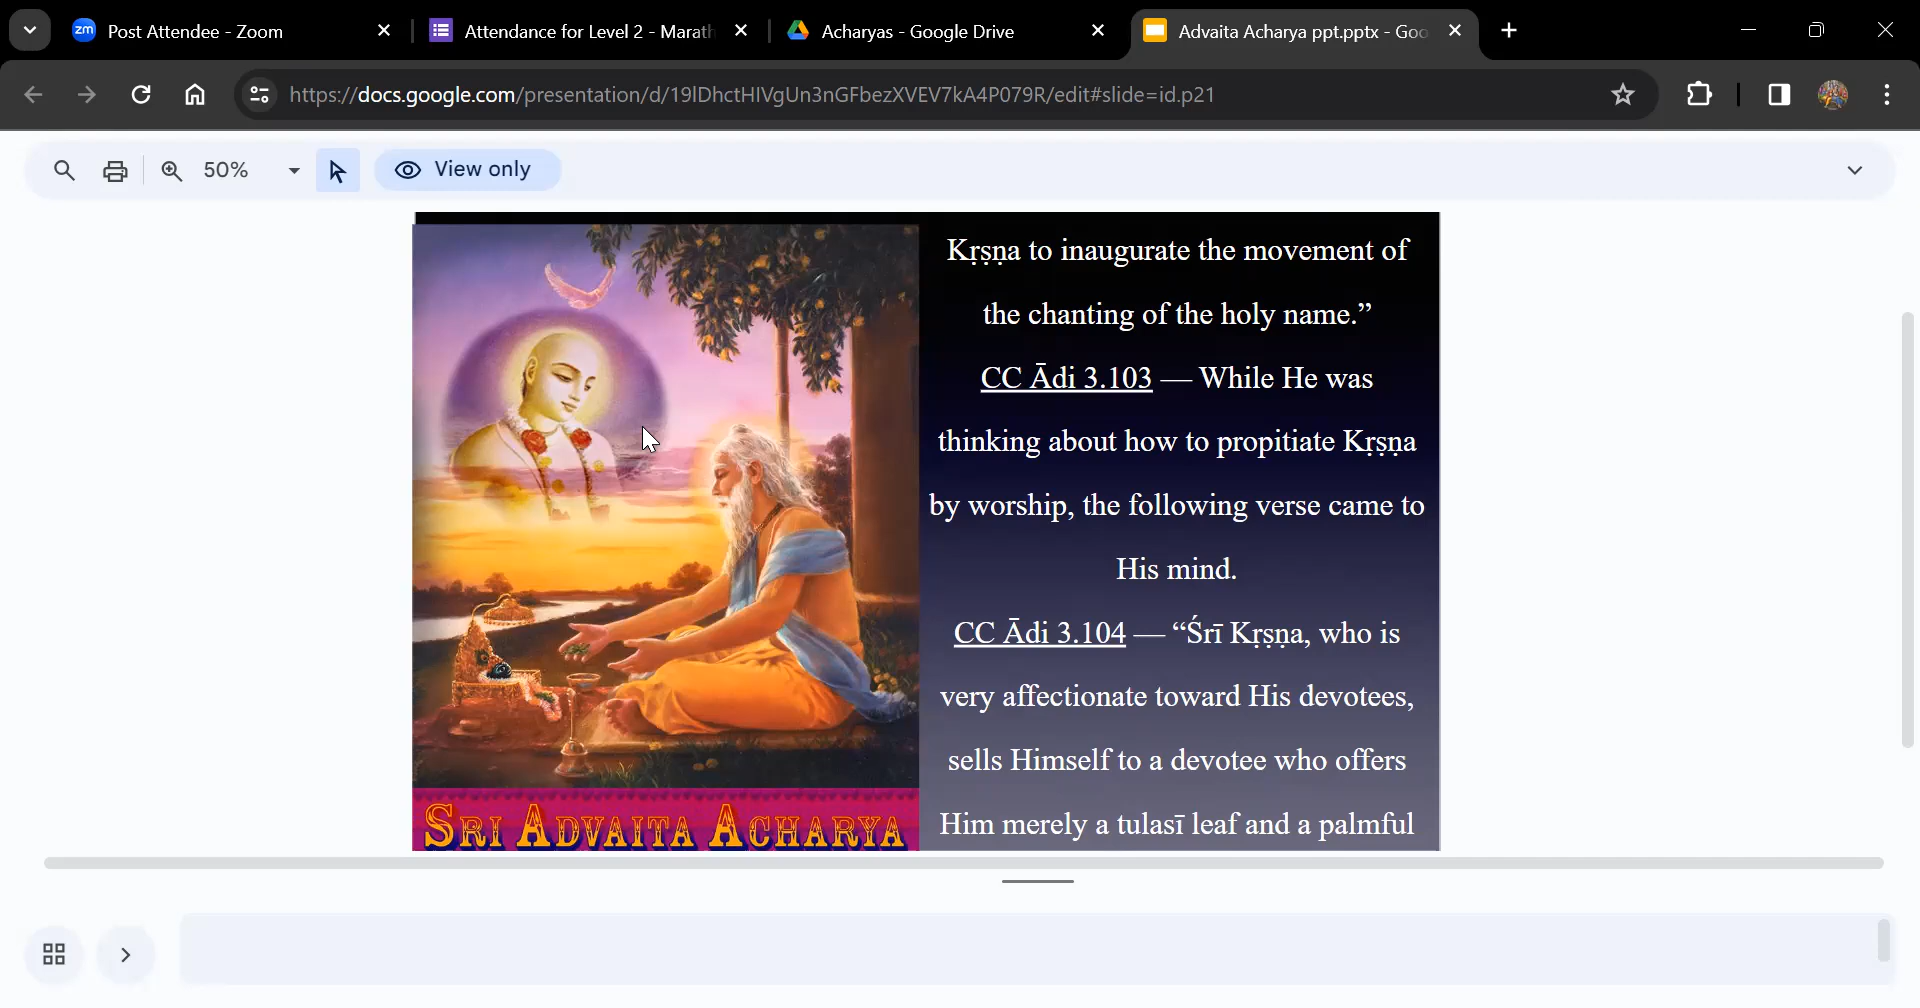 Post Attendee - Zoom
Attendance for Level 2 - Marath
Acharyas - Google Drive
Advaita Acharya ppt.pptx - Goo
https://docs.google.com/presentation/d/19IDhctHIVgUn3nGFbezXVEV7kA4P079R/edit#slide=id.p21
50%
View only
Kṛṣṇa to inaugurate the movement of
the chanting of the holy name.”
CC Ādi 3.103 — While He was
thinking about how to propitiate Kṛṣṇa
by worship, the following verse came to
His mind.
CC Ādi 3.104 — “Śrī Kṛṣṇa, who is
very affectionate toward His devotees,
sells Himself to a devotee who offers
Him merely a tulasī leaf and a palmful
SRI ADVAITA ACHARYA